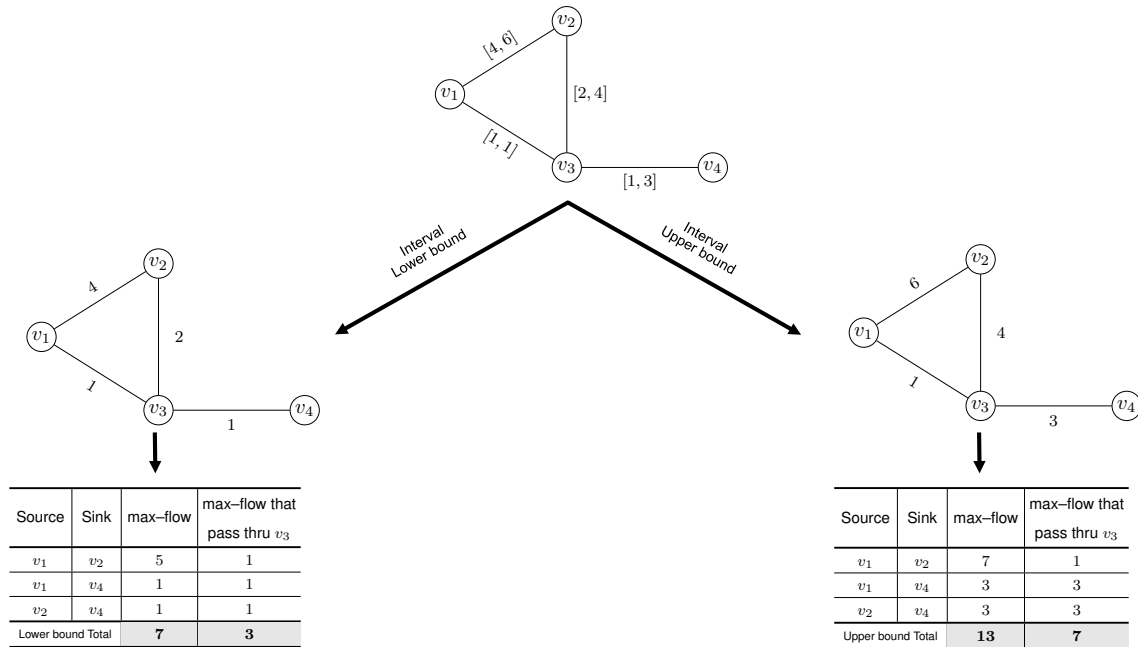 v2
[4, 6]
v1
[2, 4]
[1, 1]
v3
v4
[1, 3]
Interval
Lower bound
Interval
Upper bound
v2
4
v1
2
1
v3
v4
1
v2
6
v1
4
1
v3
v4
3
Source Sink max–flow max–flow that pass thru v3
v1 v2 5 1
v1 v4 1 1
v2 v4 1 1
Lower bound Total 7 3
Source Sink max–flow max–flow that pass thru v3
v1 v2 7 1
v1 v4 3 3
v2 v4 3 3
Upper bound Total 13 7